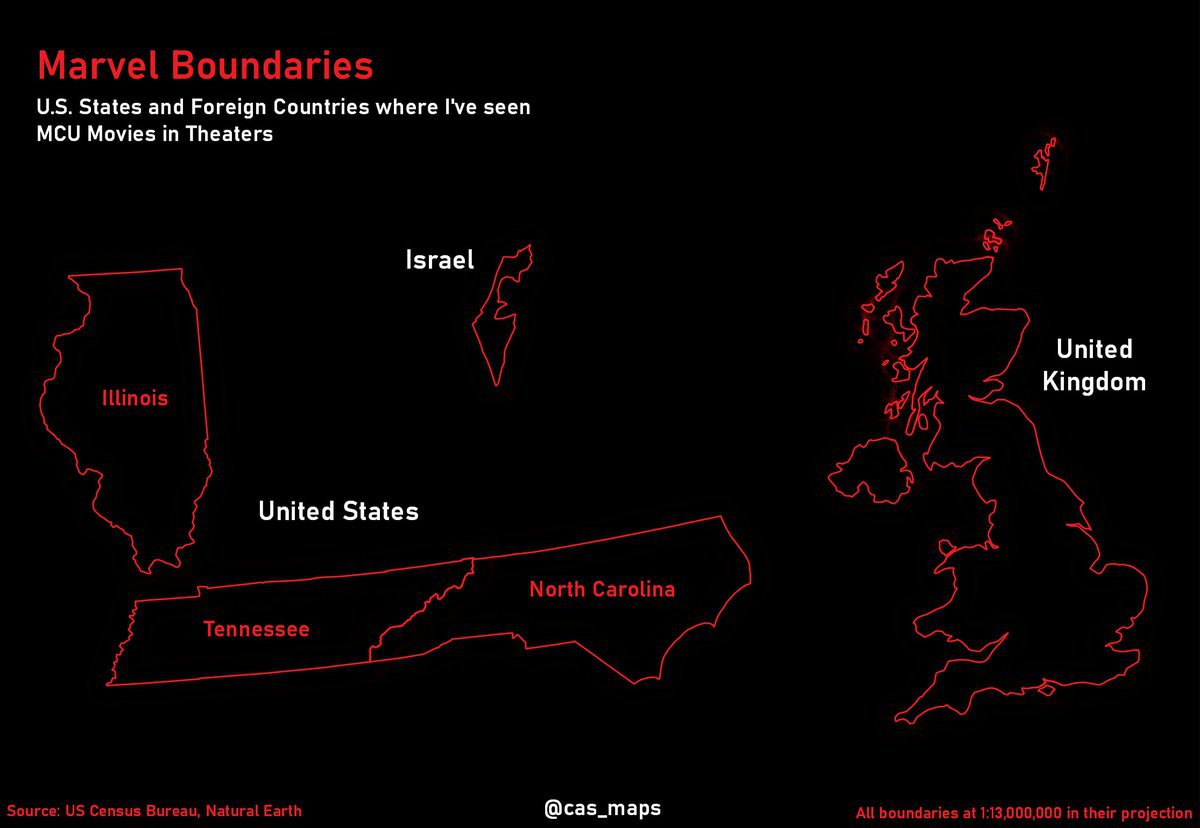 Marvel Boundaries
U.S. States and Foreign Countries where I've seen
MCU Movies in Theaters
Israel
United
Kingdom
Illinois
United States
North Carolina
Tennessee
Source: US Census Bureau, Natural Earth
@cas_maps
All boundaries at 1:13,000,000 in their projection